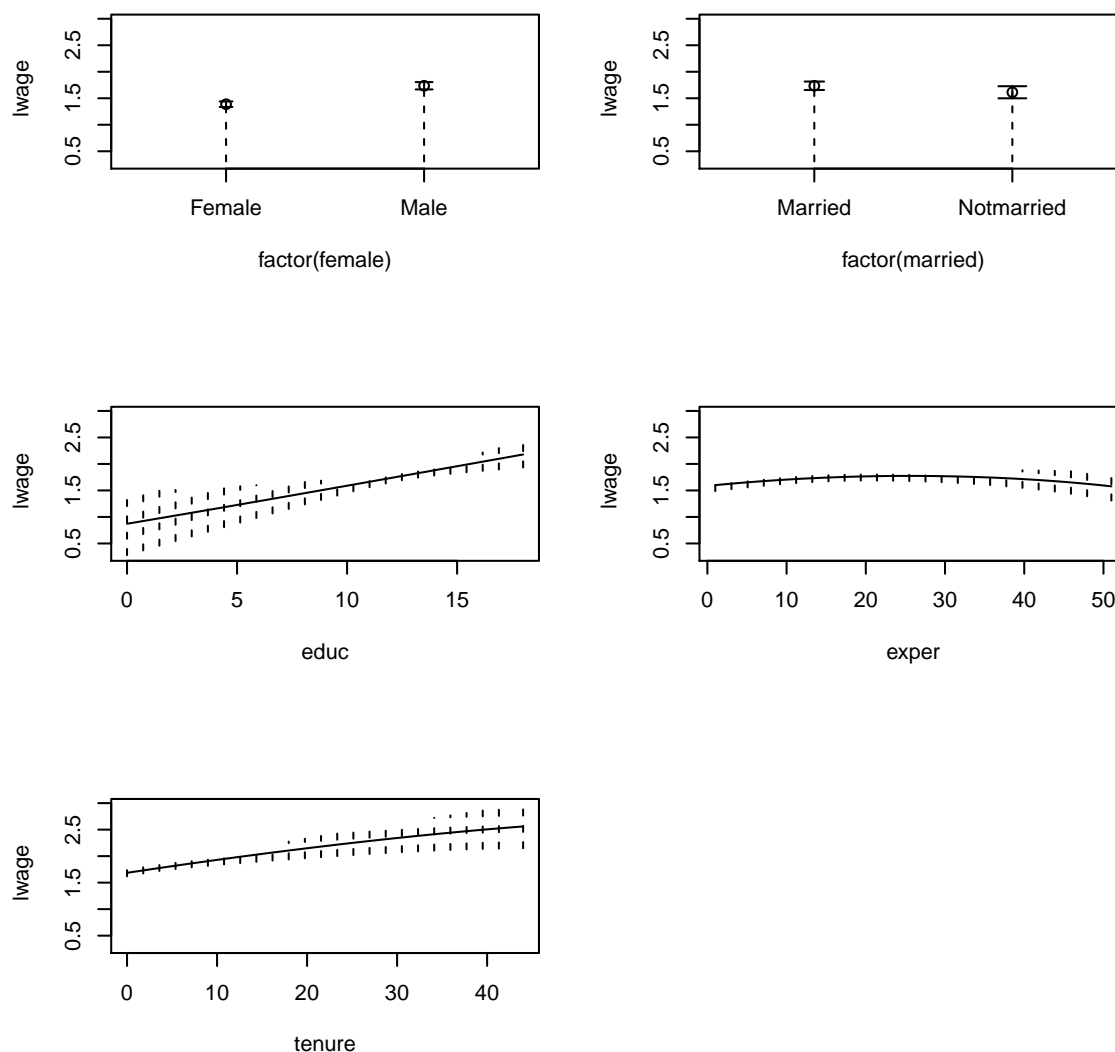 lwage
0.5 1.5 2.5
Female Male
factor(female)
lwage
0.5 1.5 2.5
Married Notmarried
factor(married)
lwage
0.5 1.5 2.5
0 5 10 15
educ
lwage
0.5 1.5 2.5
0 10 20 30 40 50
exper
lwage
0.5 1.5 2.5
0 10 20 30 40
tenure